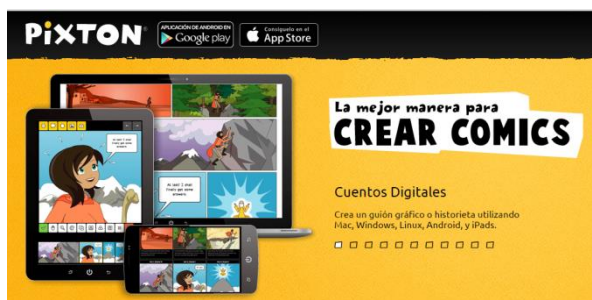 PiXTON
APLICACIÓN DE ANDROID EN
Google play
Consíguelo en el
App Store
La mejor manera para
CREAR COMICS
Cuentos Digitales
Crea un guión gráfico o historieta utilizando
Mac, Windows, Linux, Android, y iPads.